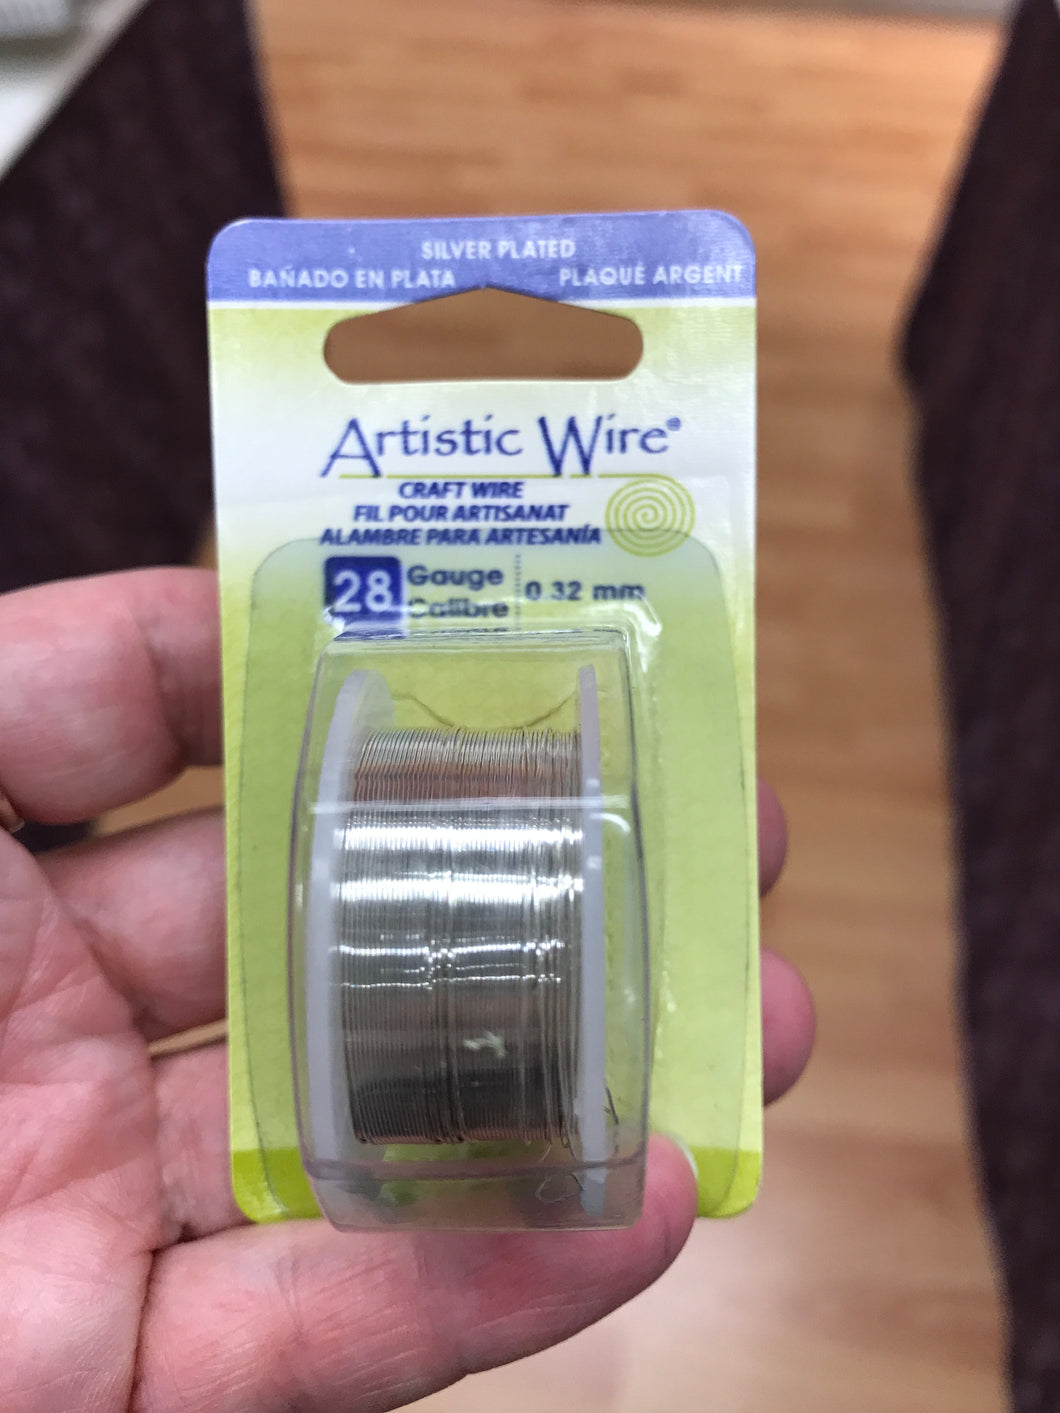 SILVER PLATED
BAÑADO EN PLATA PLAQUÉ ARGENT
Artistic Wire®
CRAFT WIRE
FIL POUR ARTISANAT
ALAMBRE PARA ARTESANÍA
28 Gauge 0.32 mm
Calibre